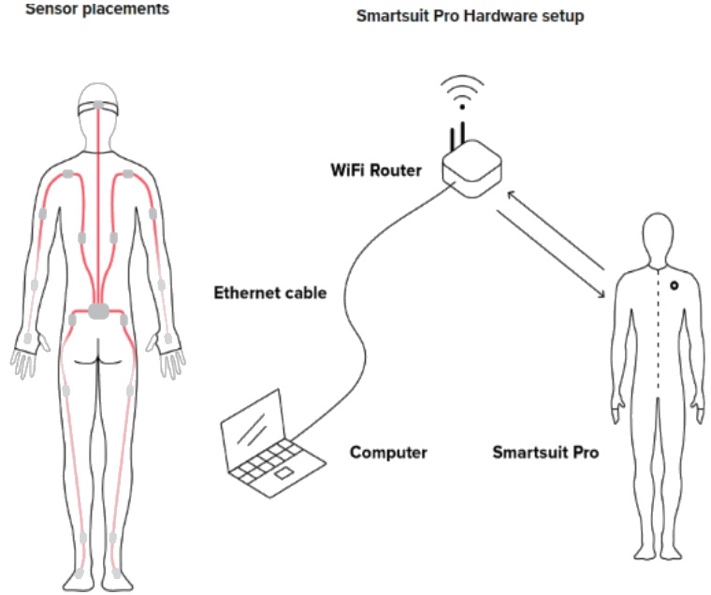 Sensor placements
Smartsuit Pro Hardware setup
WiFi Router
Ethernet cable
Computer
Smartsuit Pro